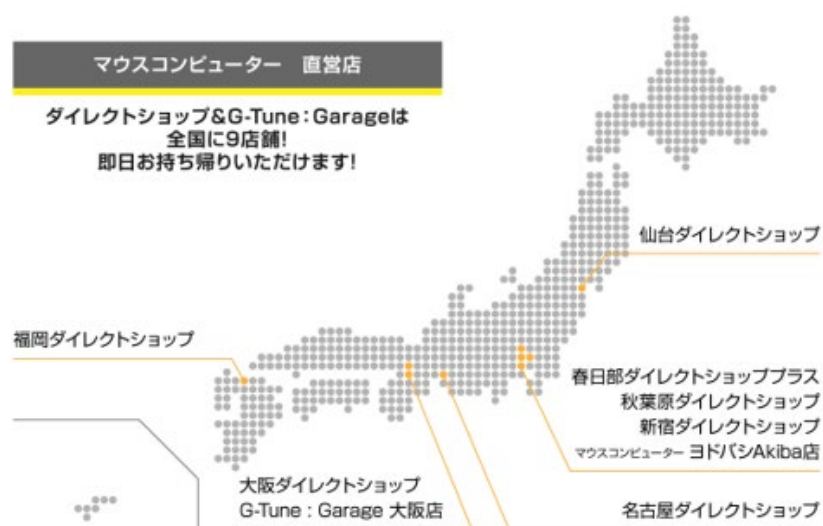 マウスコンピューター　直営店
ダイレクトショップ&G-Tune：Garageは
全国に9店舗！
即日お持ち帰りいただけます！
仙台ダイレクトショップ
福岡ダイレクトショップ
春日部ダイレクトショッププラス
秋葉原ダイレクトショップ
新宿ダイレクトショップ
マウスコンピューター ヨドバシAkiba店
大阪ダイレクトショップ
G-Tune : Garage 大阪店
名古屋ダイレクトショップ